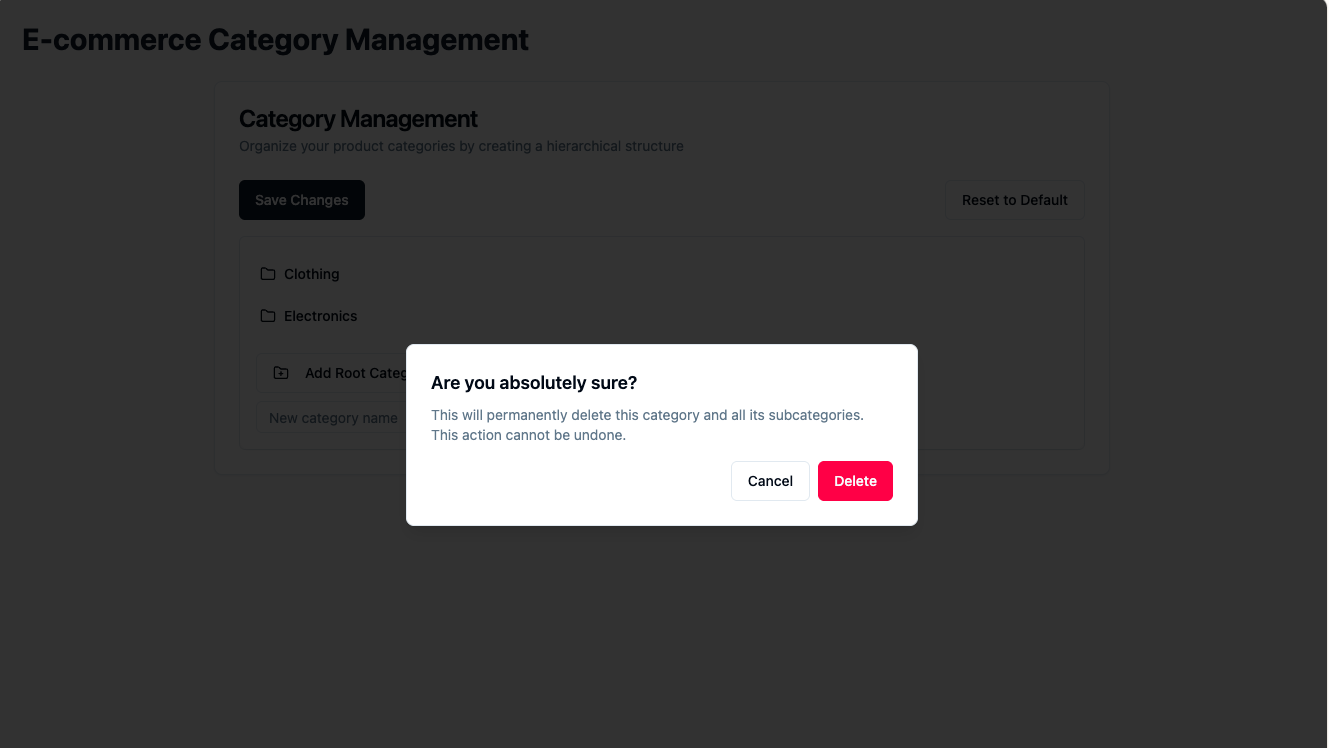 E-commerce Category Management
Category Management
Organize your product categories by creating a hierarchical structure
Save Changes
Reset to Default
Clothing
Electronics
Add Root Categ
New category name
Are you absolutely sure?
This will permanently delete this category and all its subcategories.
This action cannot be undone.
Cancel
Delete